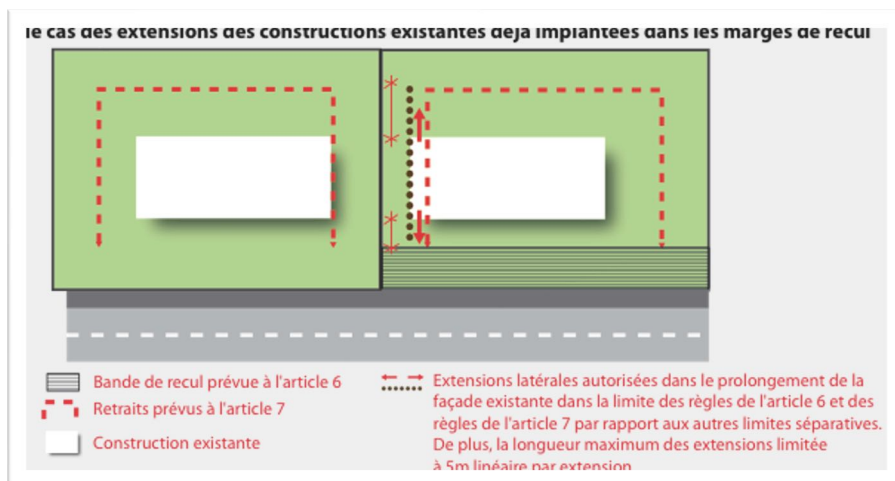 le cas des extensions des constructions existantes déjà implantées dans les marges de recul
Bande de recul prévue à l'article 6
Retraits prévus à l'article 7
Construction existante
Extensions latérales autorisées dans le prolongement de la
façade existante dans la limite des règles de l'article 6 et des
règles de l'article 7 par rapport aux autres limites séparatives.
De plus, la longueur maximum des extensions limitée
à 5m linéaire par extension